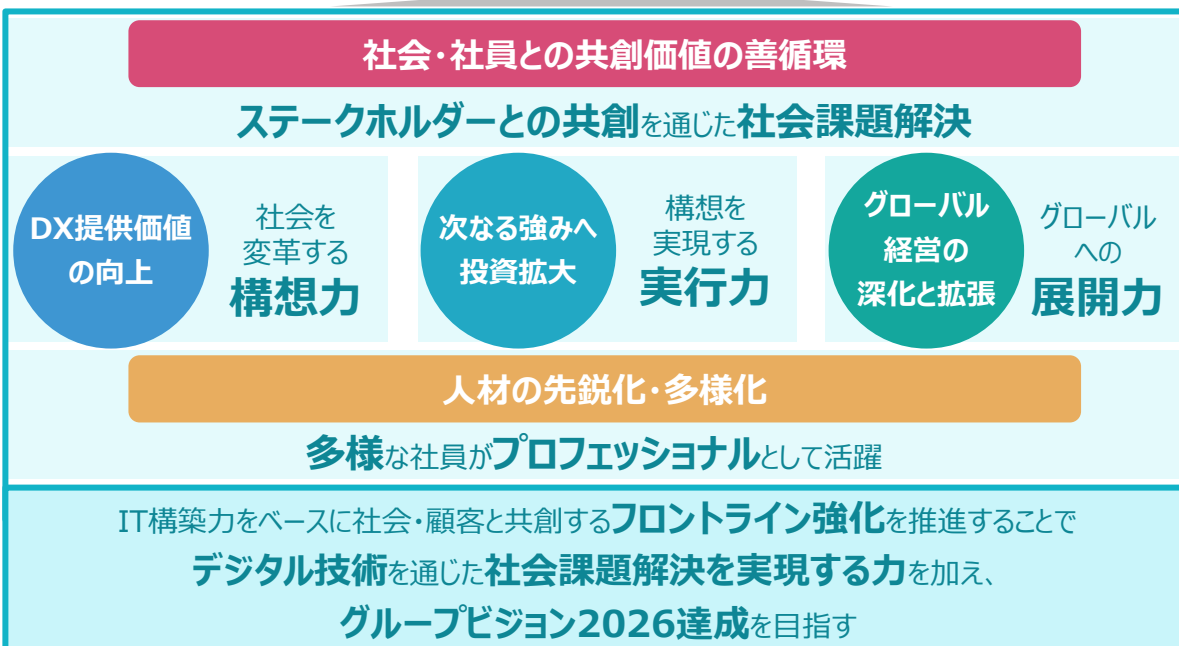 社会・社員との共創価値の善循環
ステークホルダーとの共創を通じた社会課題解決
DX提供価値
の向上
社会を
変革する
構想力
次なる強みへ
投資拡大
構想を
実現する
実行力
グローバル
経営の
深化と拡張
グローバル
への
展開力
人材の先鋭化・多様化
多様な社員がプロフェッショナルとして活躍
IT構築力をベースに社会・顧客と共創するフロントライン強化を推進することで
デジタル技術を通じた社会課題解決を実現する力を加え、
グループビジョン2026達成を目指す